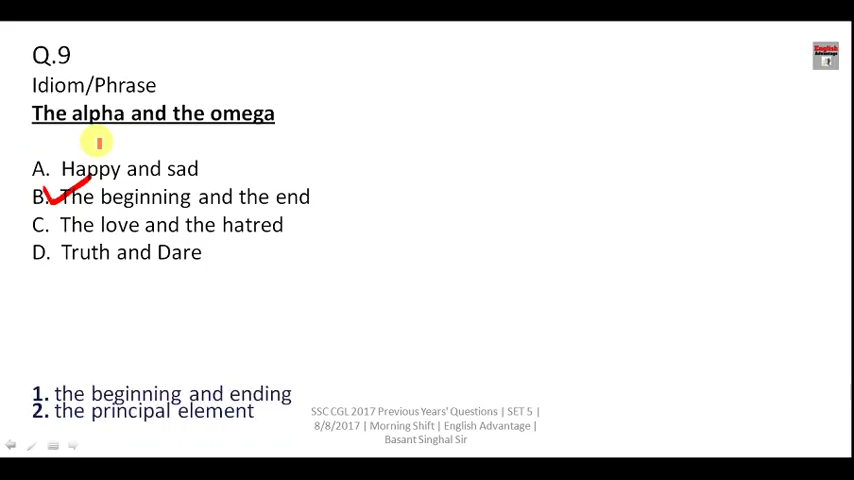 Q.9
English
Advantage
Idiom/Phrase
The alpha and the omega
A. Happy and sad
B. The beginning and the end
C. The love and the hatred
D. Truth and Dare
1. the beginning and ending
2. the principal element
SSC CGL 2017 Previous Years' Questions | SET 5 |
8/8/2017 | Morning Shift | English Advantage |
Basant Singhal Sir